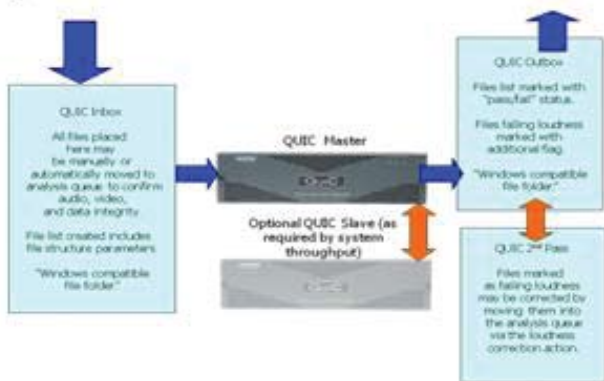 QUIC Inbox
All files placed
here may
be manually or
automatically moved to
analysis queue to confirm
audio, video,
and data integrity
File list created includes
file structure parameters
"Windows compatible
file folder."
QUIC Master
Optional QUIC Slave (as
required by system
throughput)
QUIC Outbox
Files list marked with
"pass/fail" status.
Files failing loudness
marked with
additional flag.
"Windows compatible
file folder."
QUIC 2nd Pass
Files marked
as failing loudness
may be corrected by
moving them into
the analysis queue
via the loudness
correction action.